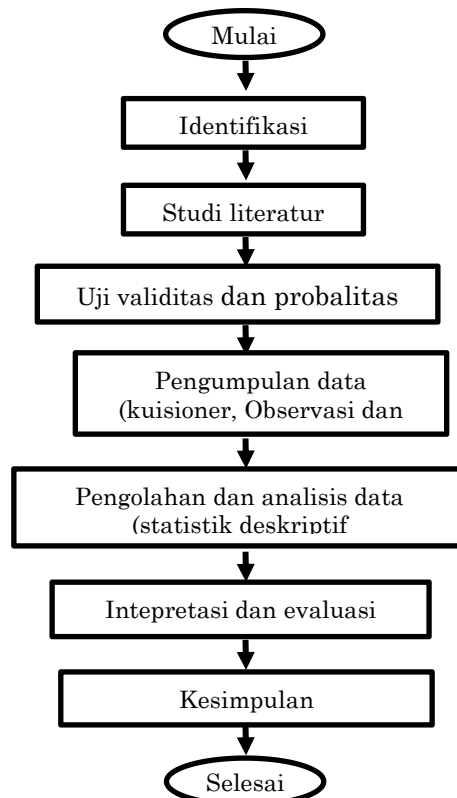 Mulai
Identifikasi
Studi literatur
Uji validitas dan probalitas
Pengumpulan data
(kuisioner, Observasi dan
Pengolahan dan analisis data
(statistik deskriptif
Intepretasi dan evaluasi
Kesimpulan
Selesai